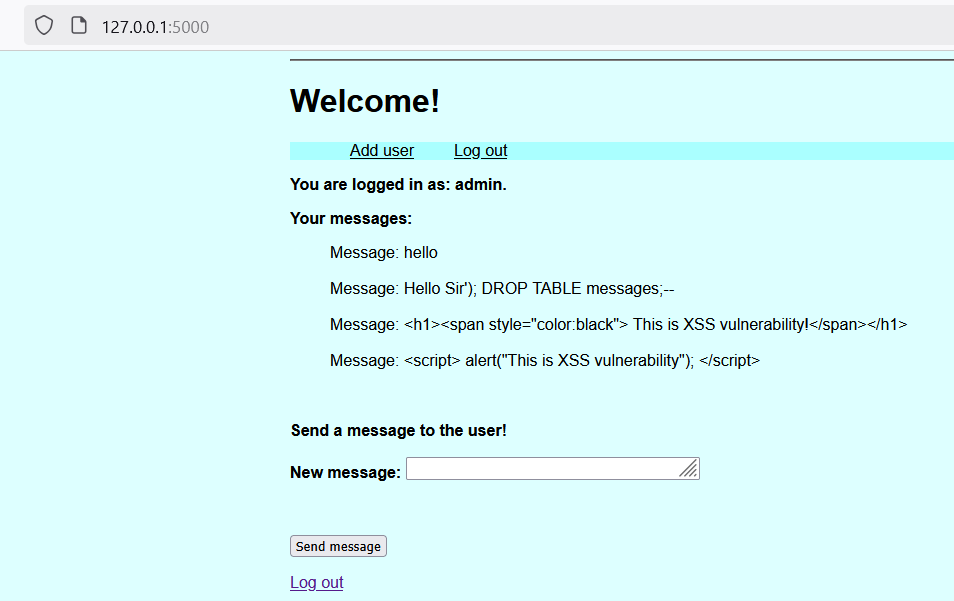 127.0.0.1:5000
Welcome!
Add user Log out
You are logged in as: admin.
Your messages:
Message: hello
Message: Hello Sir'); DROP TABLE messages;--
Message: <h1><span style="color:black"> This is XSS vulnerability!</span></h1>
Message: <script> alert("This is XSS vulnerability"); </script>
Send a message to the user!
New message:
Send message
Log out